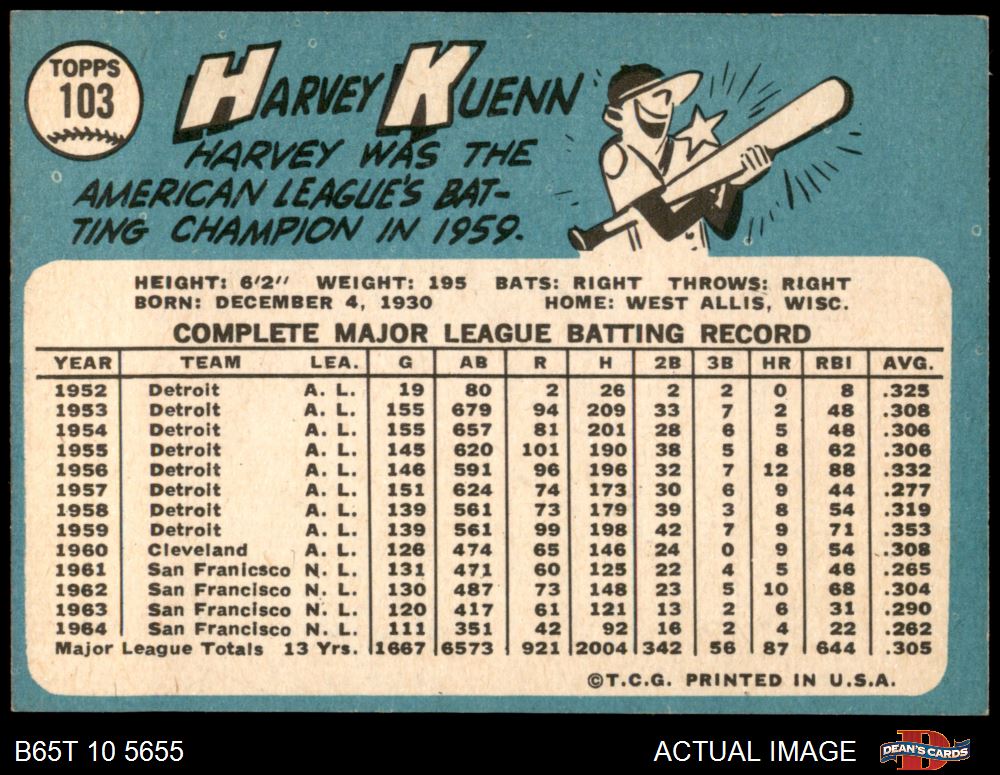 TOPPS
103
HARVEY KUENN
HARVEY WAS THE
AMERICAN LEAGUE'S BAT-
TING CHAMPION IN 1959.
HEIGHT: 6'2" WEIGHT: 195 BATS: RIGHT THROWS: RIGHT
BORN: DECEMBER 4, 1930 HOME: WEST ALLIS, WISC.
COMPLETE MAJOR LEAGUE BATTING RECORD
YEAR TEAM LEA. G AB R H 2B 3B HR RBI AVG.
1952 Detroit A. L. 19 80 2 26 2 2 0 8 .325
1953 Detroit A. L. 155 679 94 209 33 7 2 48 .308
1954 Detroit A. L. 155 657 81 201 28 6 5 48 .306
1955 Detroit A. L. 145 620 101 190 38 5 8 62 .306
1956 Detroit A. L. 146 591 96 196 32 7 12 88 .332
1957 Detroit A. L. 151 624 74 173 30 6 9 44 .277
1958 Detroit A. L. 139 561 73 179 39 3 8 54 .319
1959 Detroit A. L. 139 561 99 198 42 7 9 71 .353
1960 Cleveland A. L. 126 474 65 146 24 0 9 54 .308
1961 San Franicsco N. L. 131 471 60 125 22 4 5 46 .265
1962 San Francisco N. L. 130 487 73 148 23 5 10 68 .304
1963 San Francisco N. L. 120 417 61 121 13 2 6 31 .290
1964 San Francisco N. L. 111 351 42 92 16 2 4 22 .262
Major League Totals 13 Yrs. 1667 6573 921 2004 342 56 87 644 .305
©T.C.G. PRINTED IN U.S.A.
B65T 10 5655 ACTUAL IMAGE DEAN'S CARDS